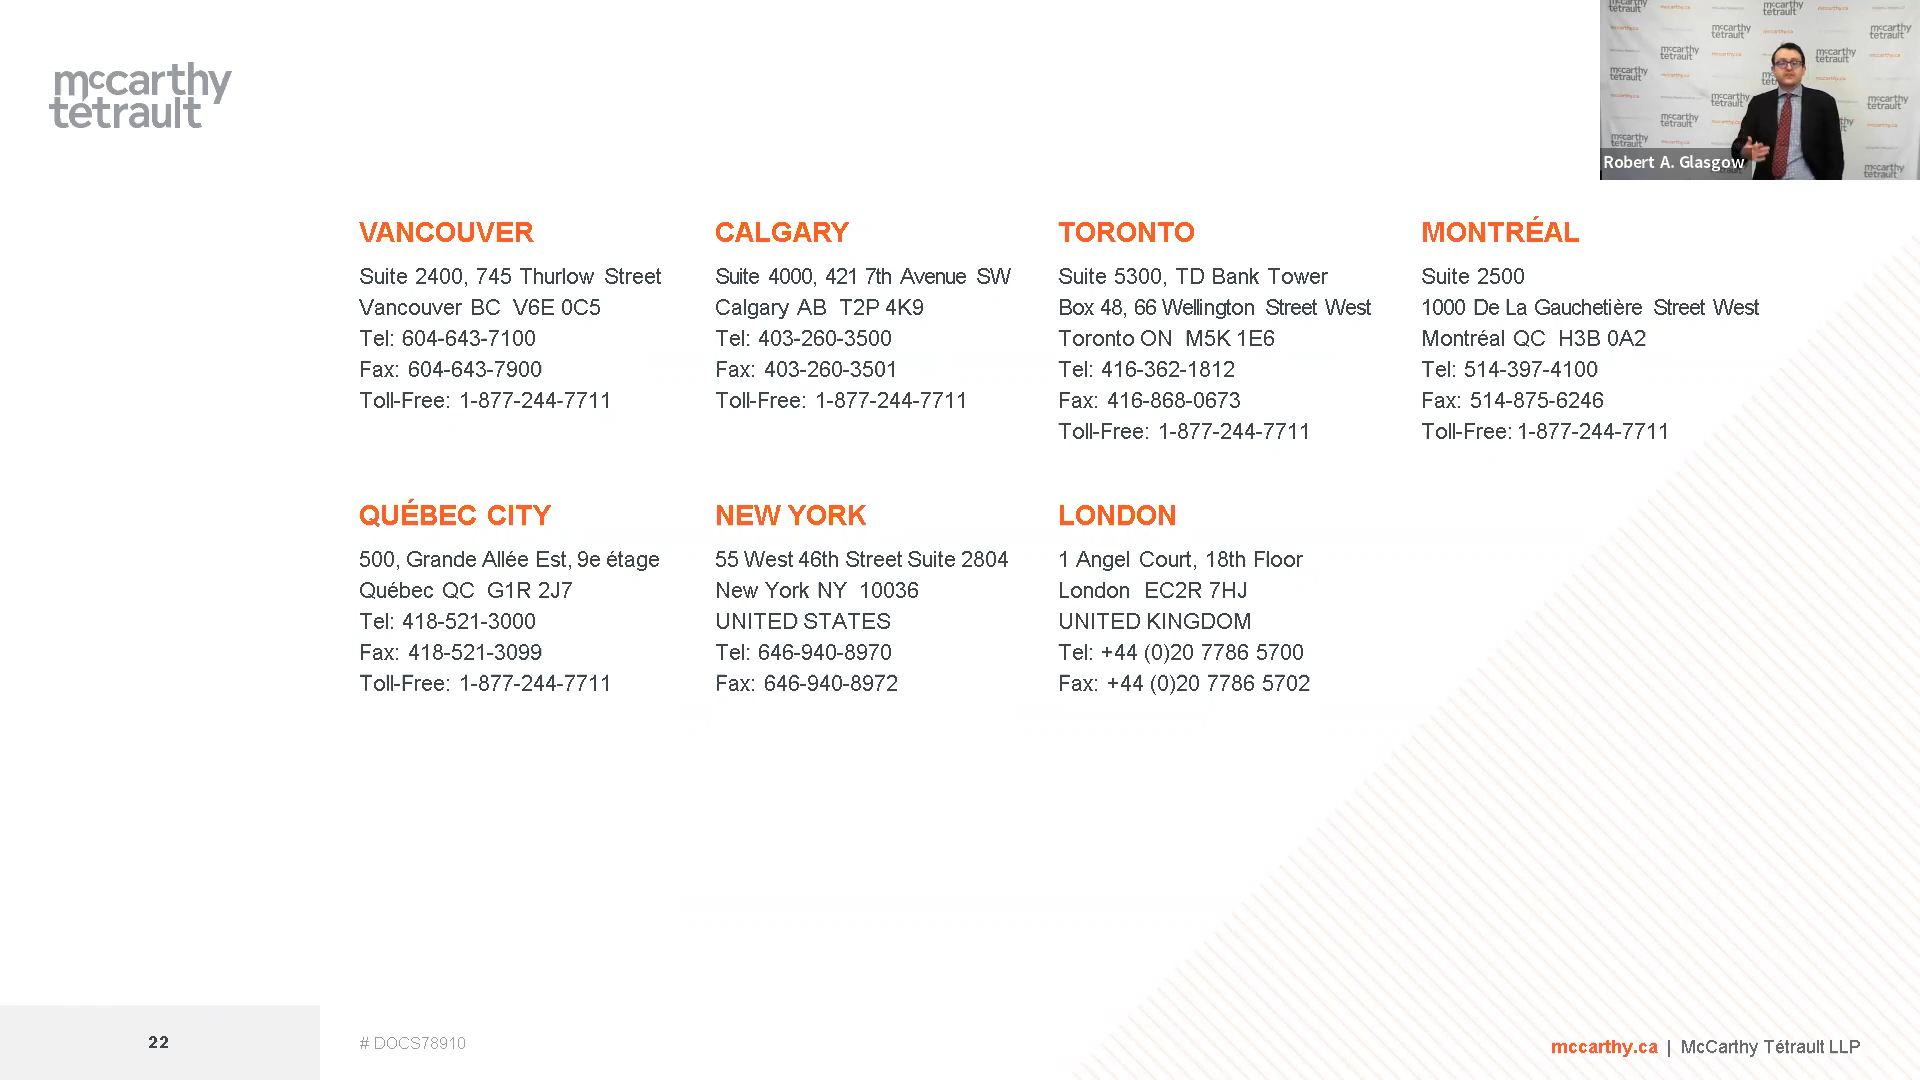 mccarthy
tétrault
Robert A. Glasgow
VANCOUVER
Suite 2400, 745 Thurlow Street
Vancouver BC V6E 0C5
Tel: 604-643-7100
Fax: 604-643-7900
Toll-Free: 1-877-244-7711
CALGARY
Suite 4000, 421 7th Avenue SW
Calgary AB T2P 4K9
Tel: 403-260-3500
Fax: 403-260-3501
Toll-Free: 1-877-244-7711
TORONTO
Suite 5300, TD Bank Tower
Box 48, 66 Wellington Street West
Toronto ON M5K 1E6
Tel: 416-362-1812
Fax: 416-868-0673
Toll-Free: 1-877-244-7711
MONTRÉAL
Suite 2500
1000 De La Gauchetière Street West
Montréal QC H3B 0A2
Tel: 514-397-4100
Fax: 514-875-6246
Toll-Free: 1-877-244-7711
QUÉBEC CITY
500, Grande Allée Est, 9e étage
Québec QC G1R 2J7
Tel: 418-521-3000
Fax: 418-521-3099
Toll-Free: 1-877-244-7711
NEW YORK
55 West 46th Street Suite 2804
New York NY 10036
UNITED STATES
Tel: 646-940-8970
Fax: 646-940-8972
LONDON
1 Angel Court, 18th Floor
London EC2R 7HJ
UNITED KINGDOM
Tel: +44 (0)20 7786 5700
Fax: +44 (0)20 7786 5702
22
# DOCS78910
mccarthy.ca | McCarthy Tétrault LLP